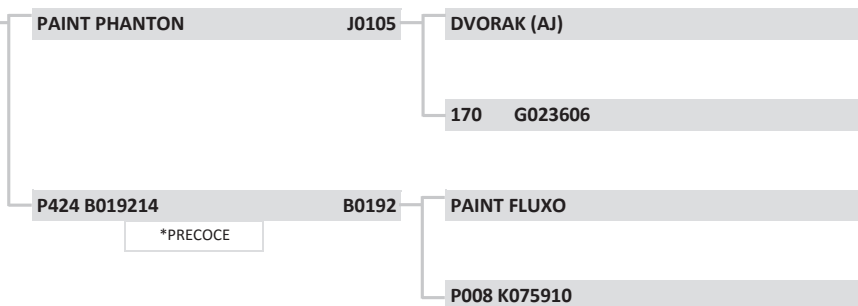 PAINT PHANTON J0105 DVORAK (AJ)
170 G023606
P424 B019214 B0192 PAINT FLUXO
*PRECOCE
P008 K075910